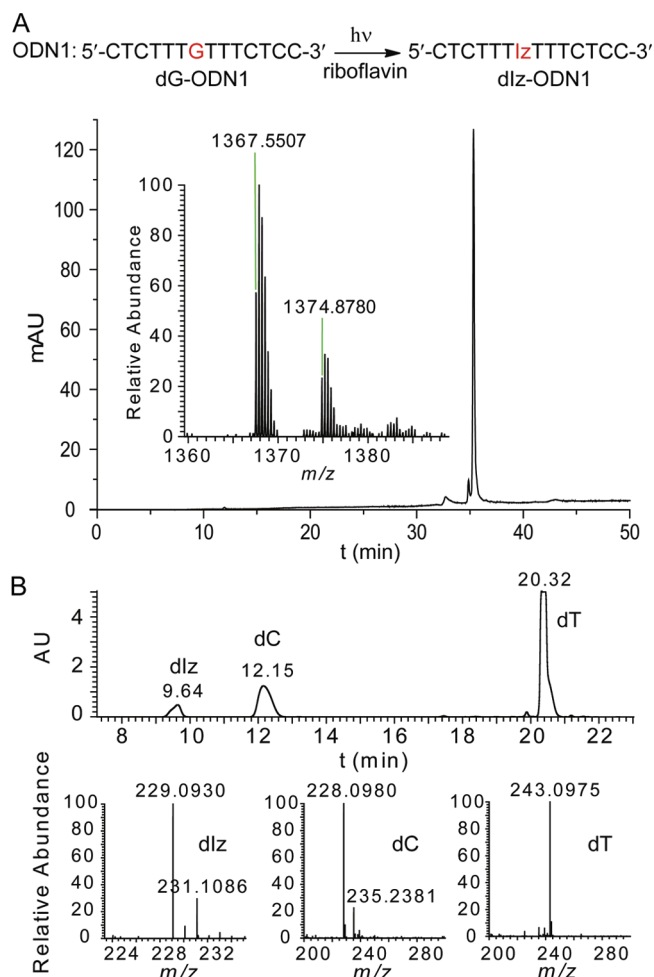 A
hν
ODN1: 5′-CTCTTTGTTTCTCC-3′ 5′-CTCTTTIzTTTCTCC-3′
riboflavin
dG-ODN1 dIz-ODN1
1367.5507
1374.8780
Relative Abundance
100
80
60
40
20
0
1360 1370 1380
m/z
mAU
120
100
80
60
40
20
0
0 10 20 30 40 50
t (min)
B
AU
4
2
0
20.32
dT
dC
12.15
dIz
9.64
8 10 12 14 16 18 20 22
t (min)
Relative Abundance
229.0930 228.0980 243.0975
100 100 100
80 80 80
60 60 60
40 40 40
20 20 20
0 0 0
dIz dC dT
231.1086 235.2381
224 228 232 200 240 280 200 240 280
m/z m/z m/z